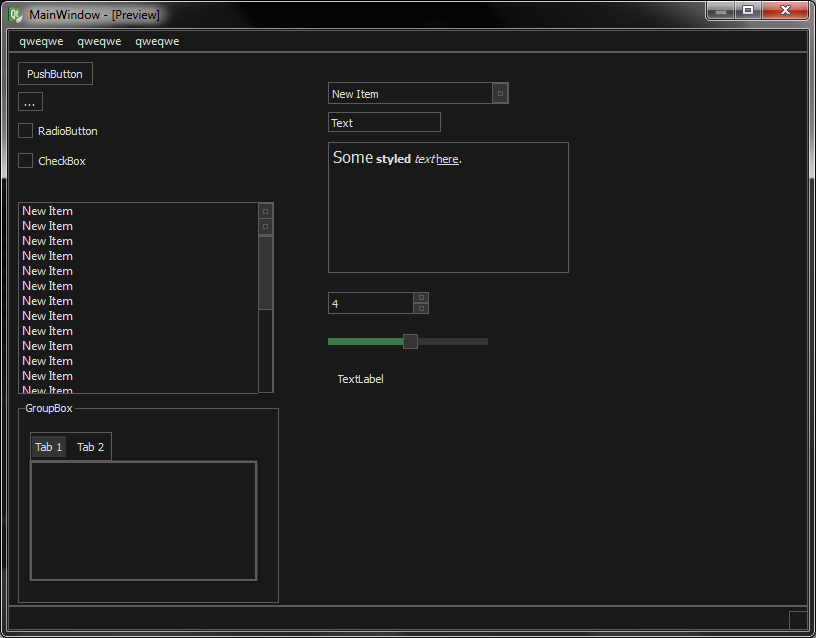 MainWindow - [Preview]
qweqwe qweqwe qweqwe
PushButton
...
RadioButton
CheckBox
New Item
New Item
New Item
New Item
New Item
New Item
New Item
New Item
New Item
New Item
New Item
New Item
New Item
GroupBox
Tab 1 Tab 2
New Item
Text
Some styled text here.
4
TextLabel